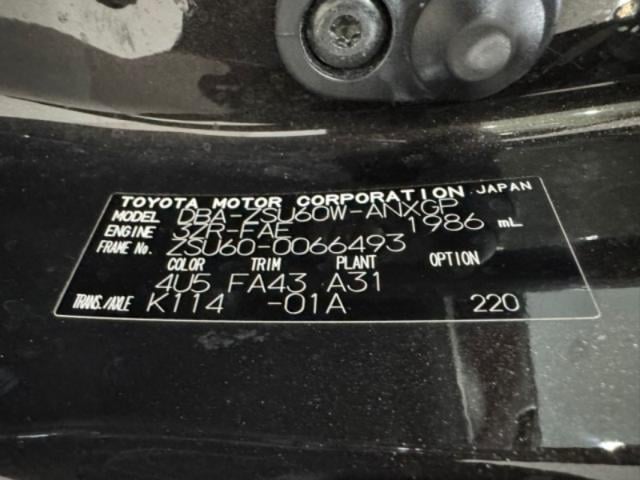 TOYOTA MOTOR CORPORATION JAPAN
MODEL DBA-ZSU60W-ANXGP
ENGINE 3ZR-FAE 1986 mL
FRAME No. ZSU60-0066493
COLOR TRIM PLANT OPTION
4U5 FA43 A31
TRANS./AXLE K114 -01A 220